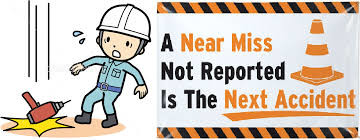 A Near Miss
Not Reported
Is The Next Accident